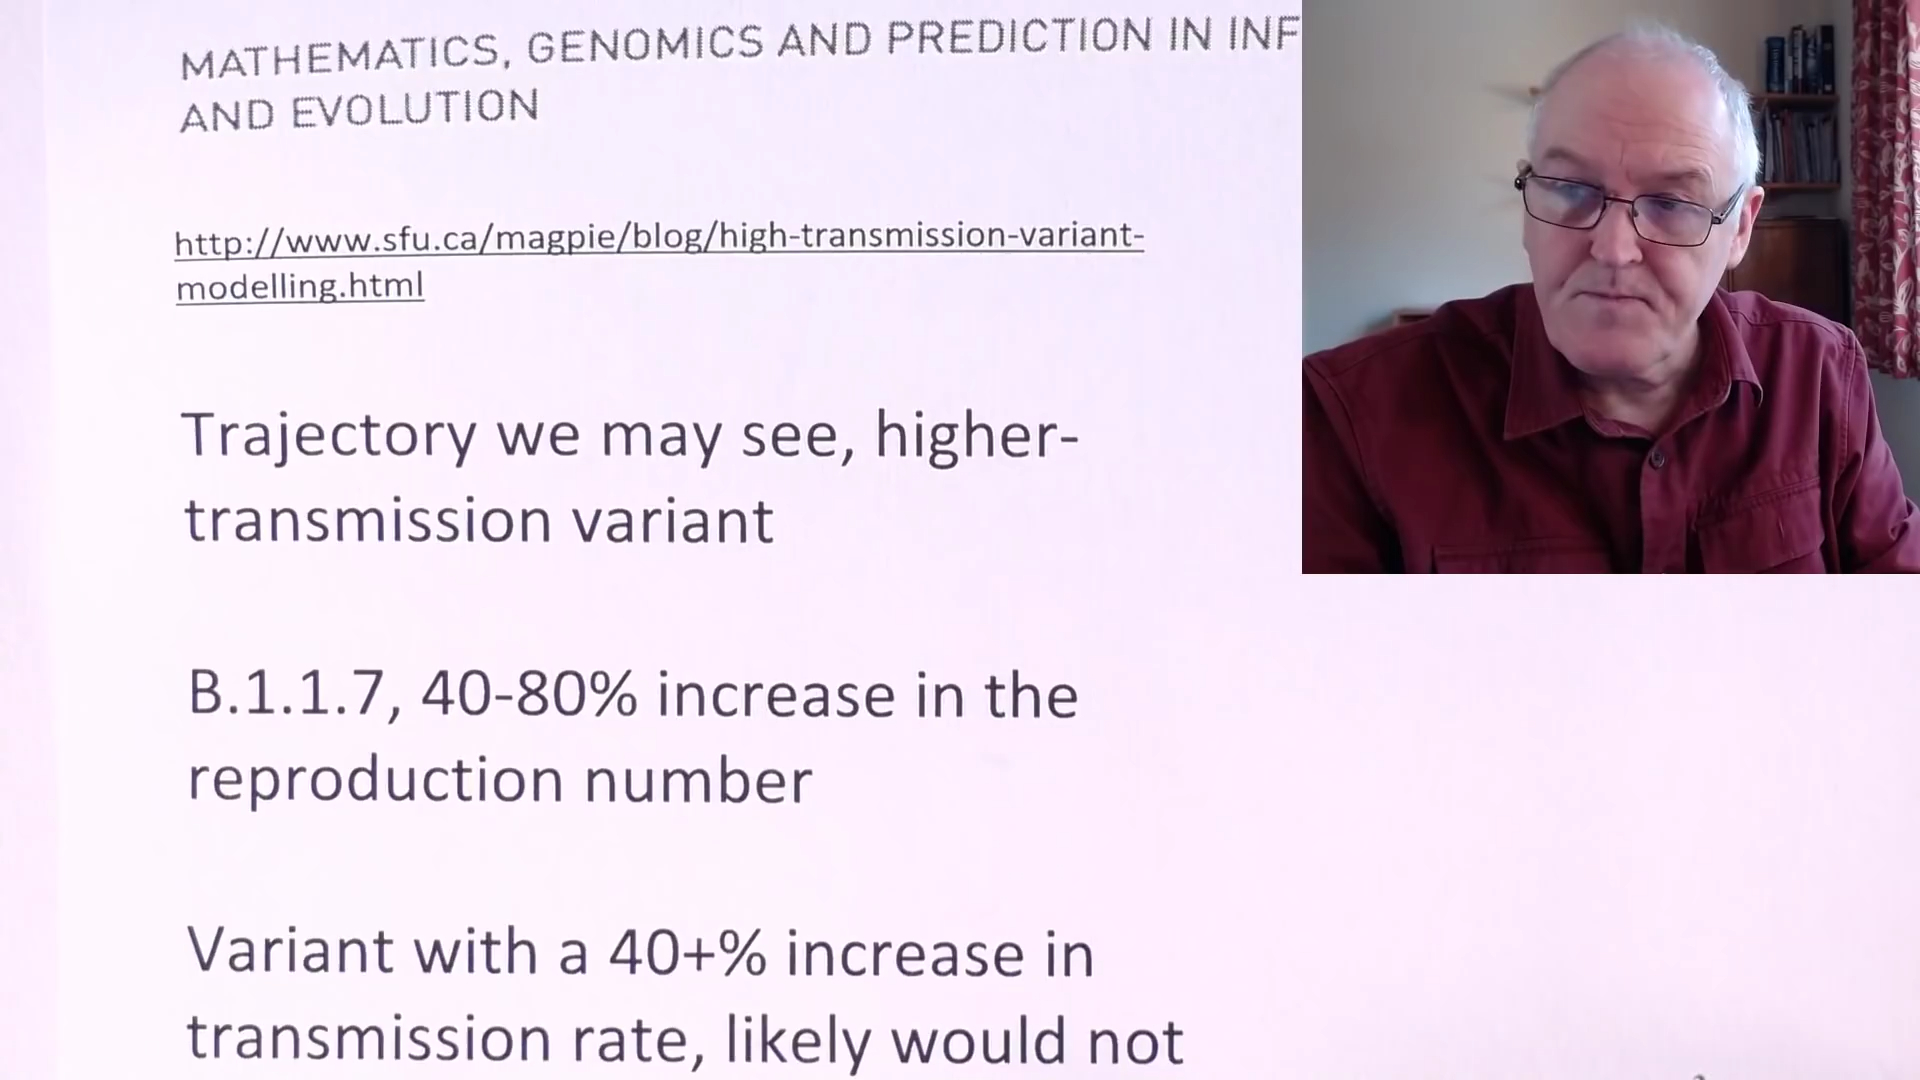 MATHEMATICS, GENOMICS AND PREDICTION IN INF
AND EVOLUTION
http://www.sfu.ca/magpie/blog/high-transmission-variant-
modelling.html
Trajectory we may see, higher-
transmission variant
B.1.1.7, 40-80% increase in the
reproduction number
Variant with a 40+% increase in
transmission rate, likely would not